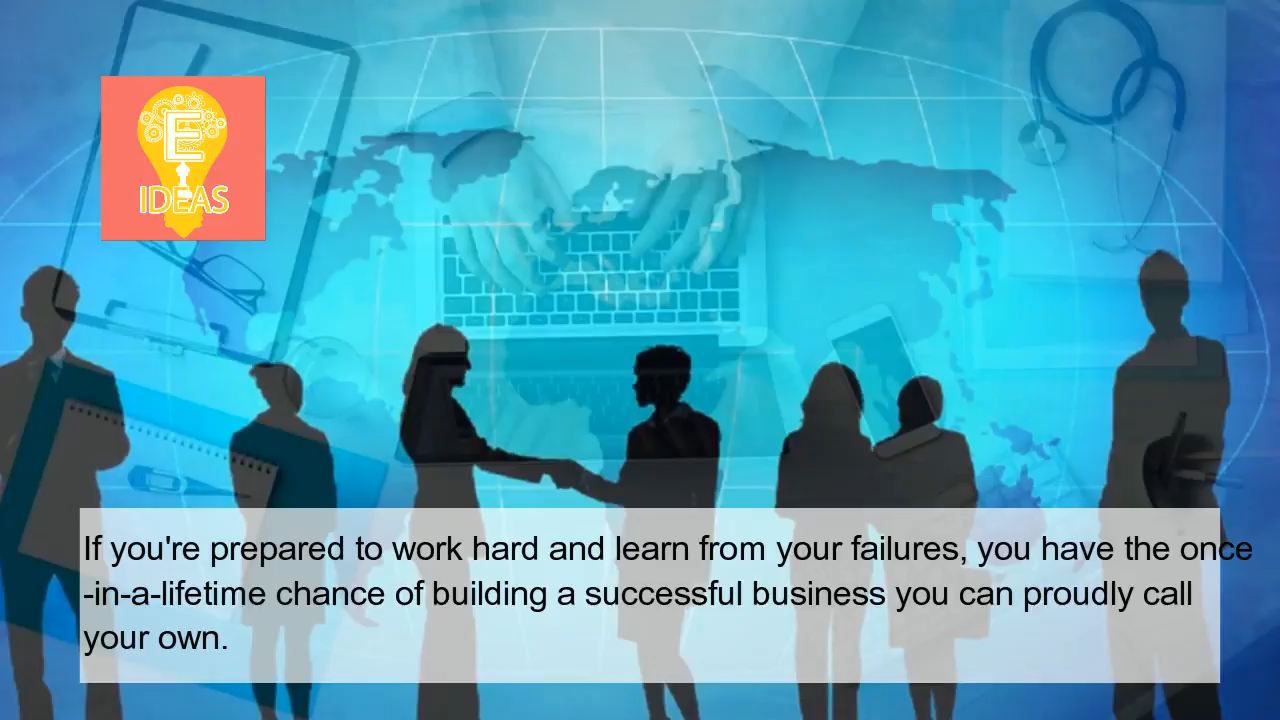 E
IDEAS
If you're prepared to work hard and learn from your failures, you have the once
-in-a-lifetime chance of building a successful business you can proudly call
your own.